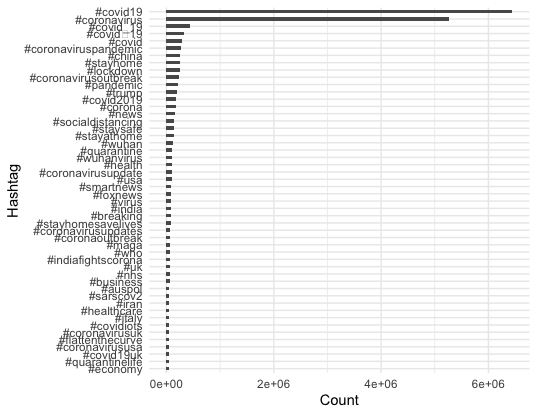 #covid19
#coronavirus
#covid_19
#covid
#coronaviruspandemic
#china
#stayhome
#lockdown
#coronavirusoutbreak
#pandemic
#trump
#covid2019
#corona
#news
#socialdistancing
#staysafe
#stayathome
#wuhan
#quarantine
#wuhanvirus
#health
#coronavirusupdate
#usa
#smartnews
#foxnews
#virus
#india
#breaking
#stayhomesavelives
#coronavirusupdates
#coronaoutbreak
#maga
#who
#indiafightscorona
#uk
#nhs
#business
#auspol
#sarscov2
#iran
#healthcare
#italy
#covidiots
#coronavirusuk
#flattenthecurve
#coronavirususa
#covid19uk
#quarantinelife
#economy
Hashtag
0e+00 2e+06 4e+06 6e+06
Count